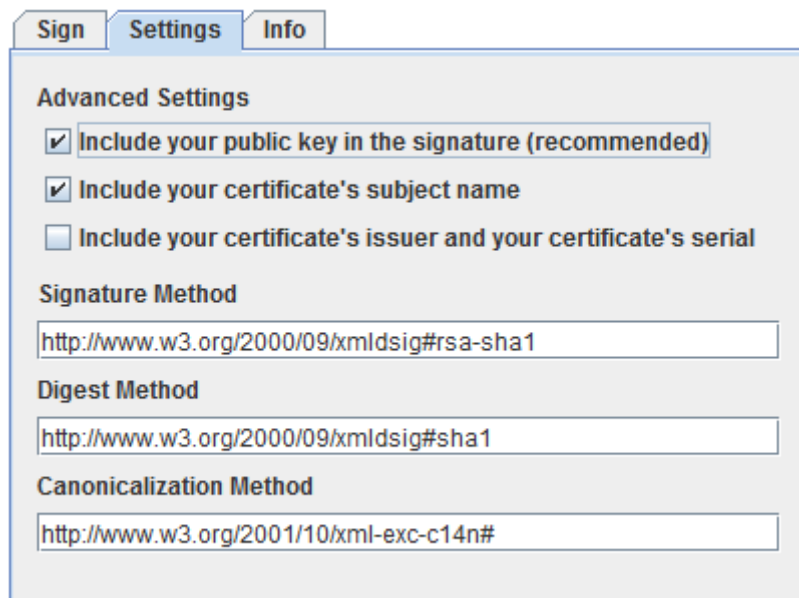 Sign Settings Info
Advanced Settings
Include your public key in the signature (recommended)
Include your certificate's subject name
Include your certificate's issuer and your certificate's serial
Signature Method
http://www.w3.org/2000/09/xmldsig#rsa-sha1
Digest Method
http://www.w3.org/2000/09/xmldsig#sha1
Canonicalization Method
http://www.w3.org/2001/10/xml-exc-c14n#